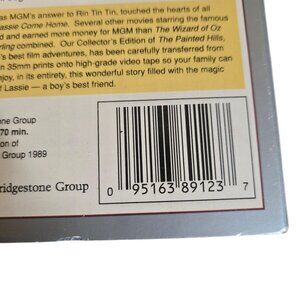 as MGM's answer to Rin Tin Tin, touched the hearts of all
assie Come Home. Several other movies starring the famous
d and earned more money for MGM than The Wizard of Oz
rling combined. Our Collector's Edition of The Painted Hills,
's best film adventures, has been carefully transferred from
n 35mm prints onto high-grade video tape so your family can
njoy, in its entirety, this wonderful story filled with the magic
f Lassie – a boy's best friend.
stone Group
70 min.
on of
Group 1989
ridgestone Group
0 95163 89123 7